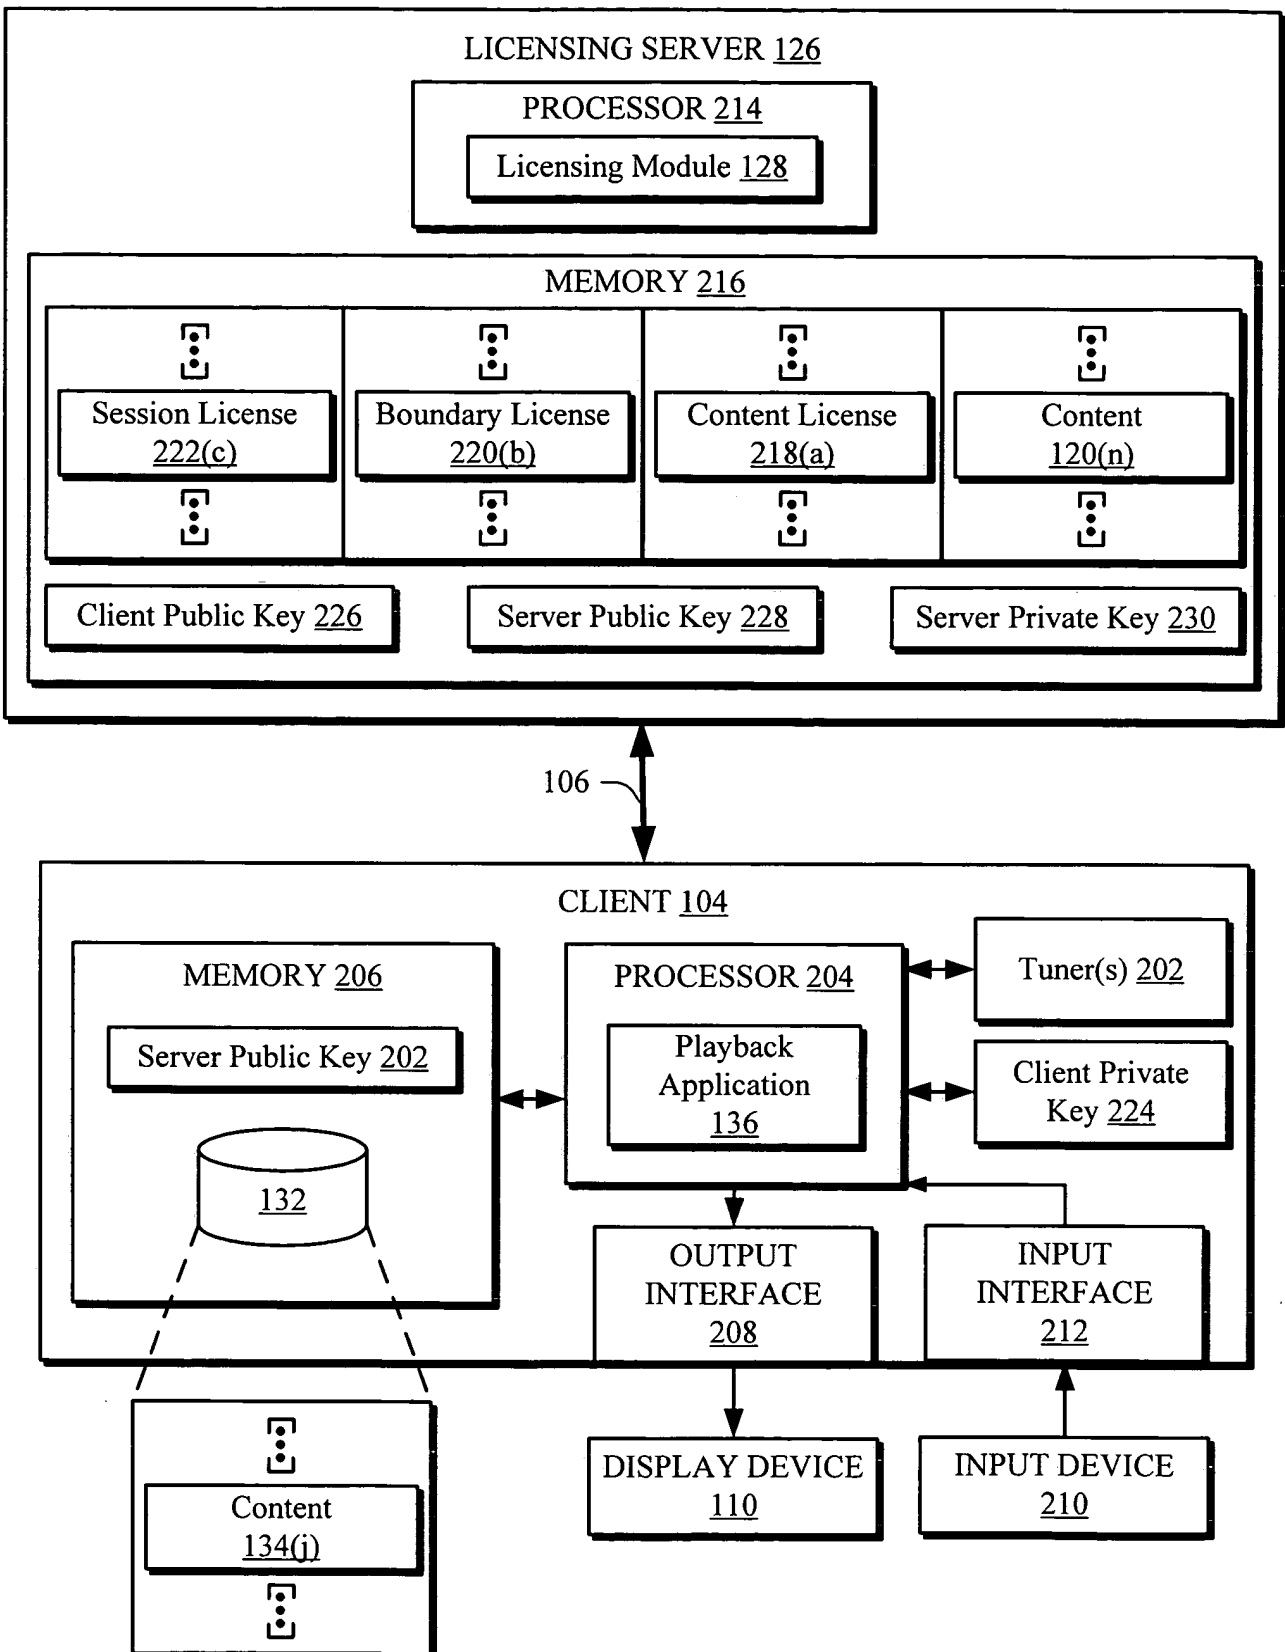 LICENSING SERVER 126
PROCESSOR 214
Licensing Module 128
MEMORY 216
Session License
222(c)
Boundary License
220(b)
Content License
218(a)
Content
120(n)
Client Public Key 226
Server Public Key 228
Server Private Key 230
106
CLIENT 104
MEMORY 206
Server Public Key 202
132
PROCESSOR 204
Playback
Application
136
Tuner(s) 202
Client Private
Key 224
OUTPUT
INTERFACE
208
INPUT
INTERFACE
212
DISPLAY DEVICE
110
INPUT DEVICE
210
Content
134(j)